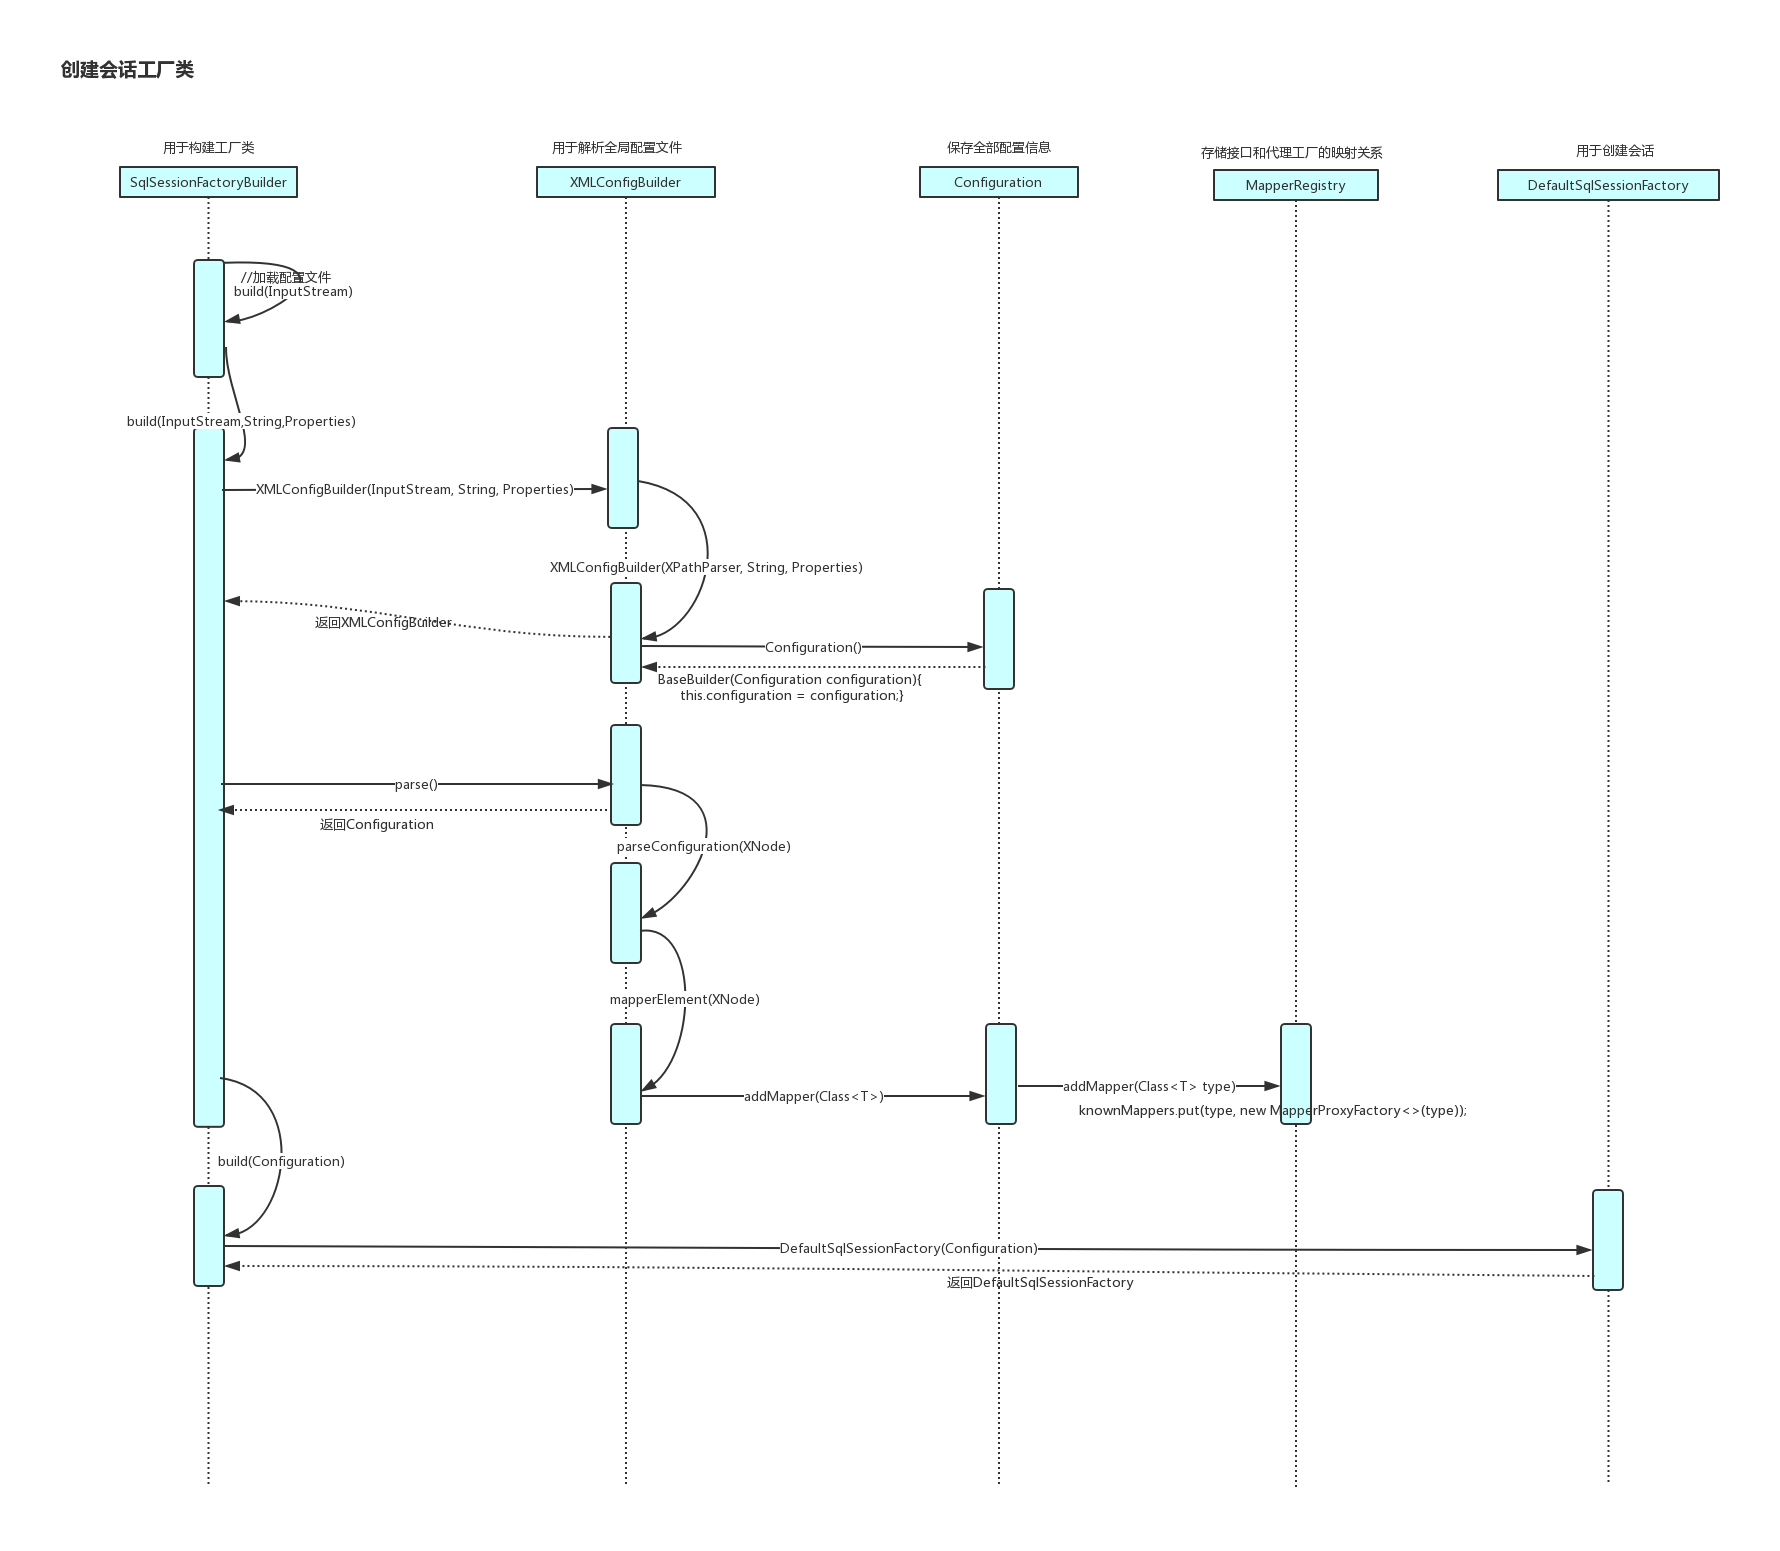 创建会话工厂类
用于构建工厂类
用于解析全局配置文件
保存全部配置信息
存储接口和代理工厂的映射关系
用于创建会话
SqlSessionFactoryBuilder
XMLConfigBuilder
Configuration
MapperRegistry
DefaultSqlSessionFactory
//加载配置文件
build(InputStream)
build(InputStream,String,Properties)
XMLConfigBuilder(InputStream, String, Properties)
XMLConfigBuilder(XPathParser, String, Properties)
返回XMLConfigBuilder
Configuration()
BaseBuilder(Configuration configuration){
this.configuration = configuration;}
parse()
返回Configuration
parseConfiguration(XNode)
mapperElement(XNode)
addMapper(Class<T>)
addMapper(Class<T> type)
knownMappers.put(type, new MapperProxyFactory<>(type));
build(Configuration)
DefaultSqlSessionFactory(Configuration)
返回DefaultSqlSessionFactory